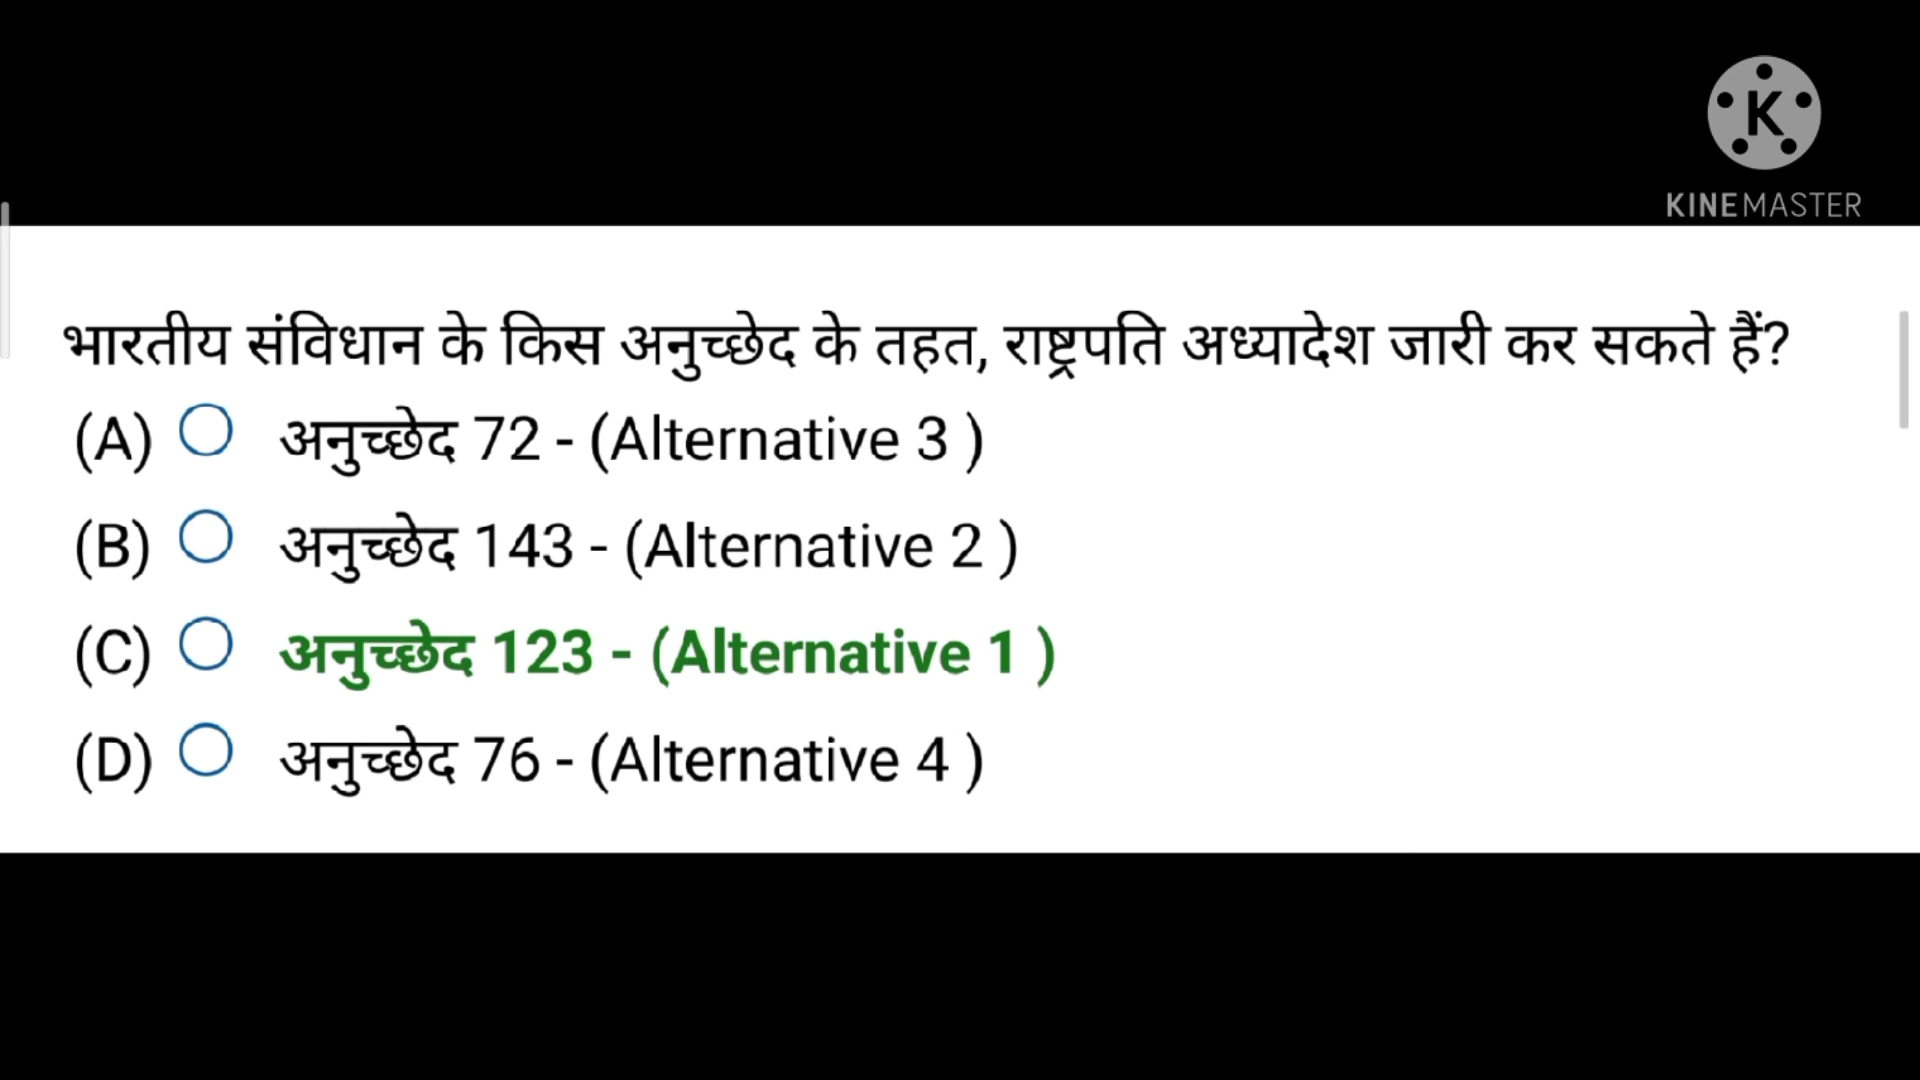 K
KINEMASTER
भारतीय संविधान के किस अनुच्छेद के तहत, राष्ट्रपति अध्यादेश जारी कर सकते हैं?
(A) अनुच्छेद 72 - (Alternative 3 )
(B) अनुच्छेद 143 - (Alternative 2 )
(C) अनुच्छेद 123 - (Alternative 1 )
(D) अनुच्छेद 76 - (Alternative 4 )